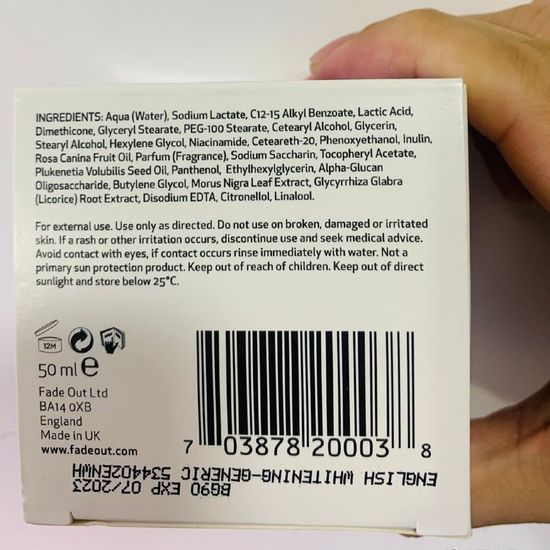 INGREDIENTS: Aqua (Water), Sodium Lactate, C12-15 Alkyl Benzoate, Lactic Acid,
Dimethicone, Glyceryl Stearate, PEG-100 Stearate, Cetearyl Alcohol, Glycerin,
Stearyl Alcohol, Hexylene Glycol, Niacinamide, Ceteareth-20, Phenoxyethanol, Inulin,
Rosa Canina Fruit Oil, Parfum (Fragrance), Sodium Saccharin, Tocopheryl Acetate,
Plukenetia Volubilis Seed Oil, Panthenol, Ethylhexylglycerin, Alpha-Glucan
Oligosaccharide, Butylene Glycol, Morus Nigra Leaf Extract, Glycyrrhiza Glabra
(Licorice) Root Extract, Disodium EDTA, Citronellol, Linalool.
For external use. Use only as directed. Do not use on broken, damaged or irritated
skin. If a rash or other irritation occurs, discontinue use and seek medical advice.
Avoid contact with eyes, if contact occurs rinse immediately with water. Not a
primary sun protection product. Keep out of reach of children. Keep out of direct
sunlight and store below 25°C.
12M
50 ml e
Fade Out Ltd
BA14 0XB
England
Made in UK
www.fadeout.com
7 03878 20003 8
ENGLISH WHITENING-GENERIC 534402ENWH
BG90 EXP 07/2023